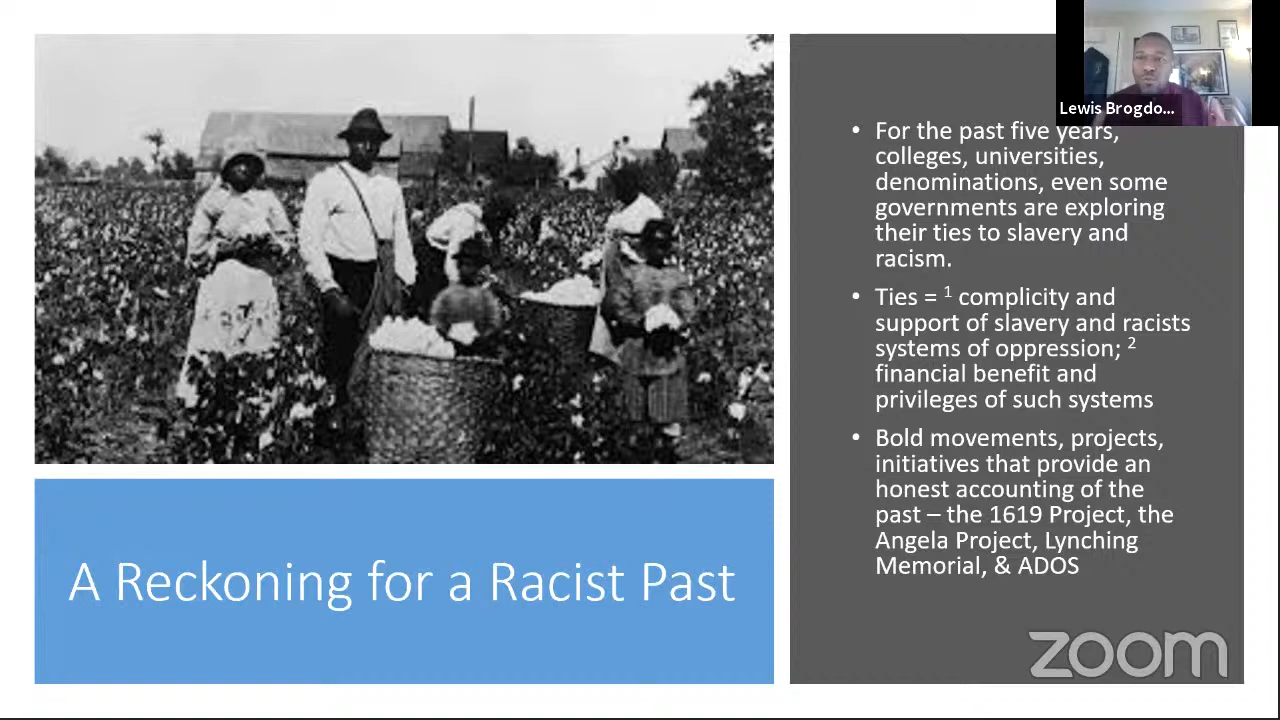 Lewis Brogdo...
• For the past five years,
colleges, universities,
denominations, even some
governments are exploring
their ties to slavery and
racism.
• Ties = ¹ complicity and
support of slavery and racists
systems of oppression; ²
financial benefit and
privileges of such systems
• Bold movements, projects,
initiatives that provide an
honest accounting of the
past – the 1619 Project, the
Angela Project, Lynching
Memorial, & ADOS
A Reckoning for a Racist Past
zoom